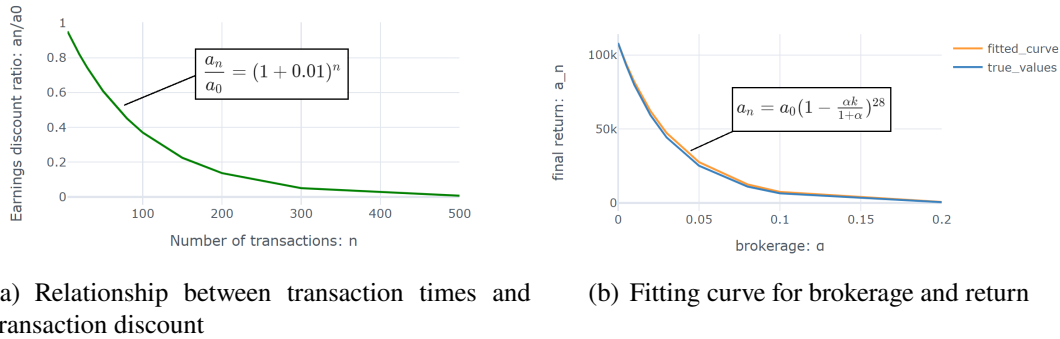 Earnings discount ratio: an/a0
1
0.8
0.6
0.4
0.2
0
100
200
300
400
500
Number of transactions: n
a_n/a_0 = (1 + 0.01)^n
final return: a_n
100k
50k
0
0
0.05
0.1
0.15
0.2
brokerage: α
a_n = a_0(1 − αk/1+α)^28
fitted_curve
true_values
a) Relationship between transaction times and
ransaction discount
(b) Fitting curve for brokerage and return